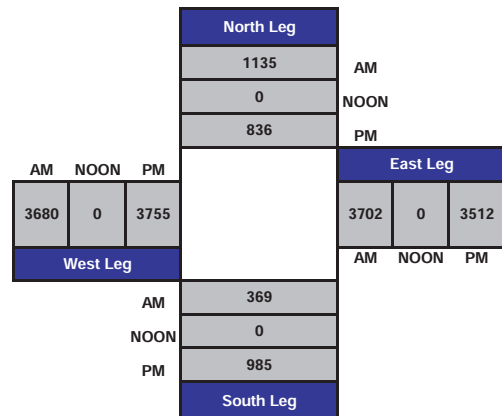 North Leg
1135 AM
0 NOON
836 PM
AM NOON PM
East Leg
3680 0 3755
3702 0 3512
West Leg
AM NOON PM
369
AM
0
NOON
985
PM
South Leg